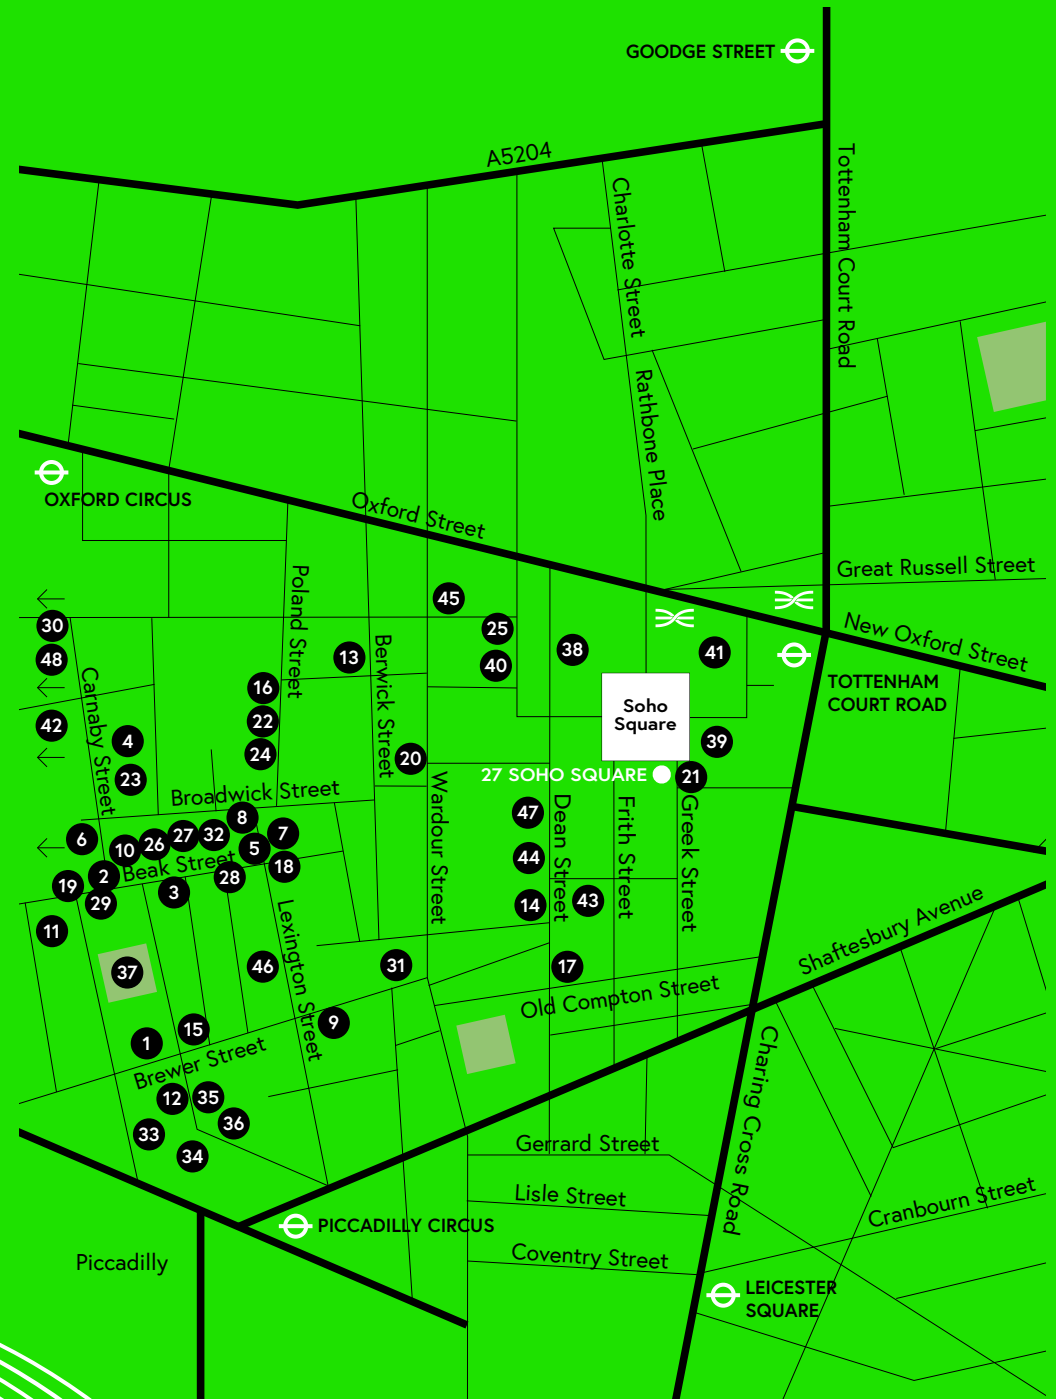 GOODGE STREET
A5204
Tottenham Court Road
Charlotte Street
Rathbone Place
OXFORD CIRCUS
Oxford Street
Great Russell Street
New Oxford Street
Poland Street
45
30
25
13
Berwick Street
38
41
48
40
TOTTENHAM
COURT ROAD
Carnaby Street
16
Soho
Square
42
22
4
39
24
20
23
27 SOHO SQUARE
21
Broadwick Street
Wardour Street
Dean Street
Frith Street
Greek Street
47
8
6
10
26
27
32
7
5
44
Beak Street
18
2
28
19
3
29
14
43
11
Lexington Street
Shaftesbury Avenue
37
46
31
17
Old Compton Street
15
9
1
Brewer Street
Charing Cross Road
12
35
36
33
34
Gerrard Street
Lisle Street
Cranbourn Street
PICCADILLY CIRCUS
Piccadilly
Coventry Street
LEICESTER
SQUARE